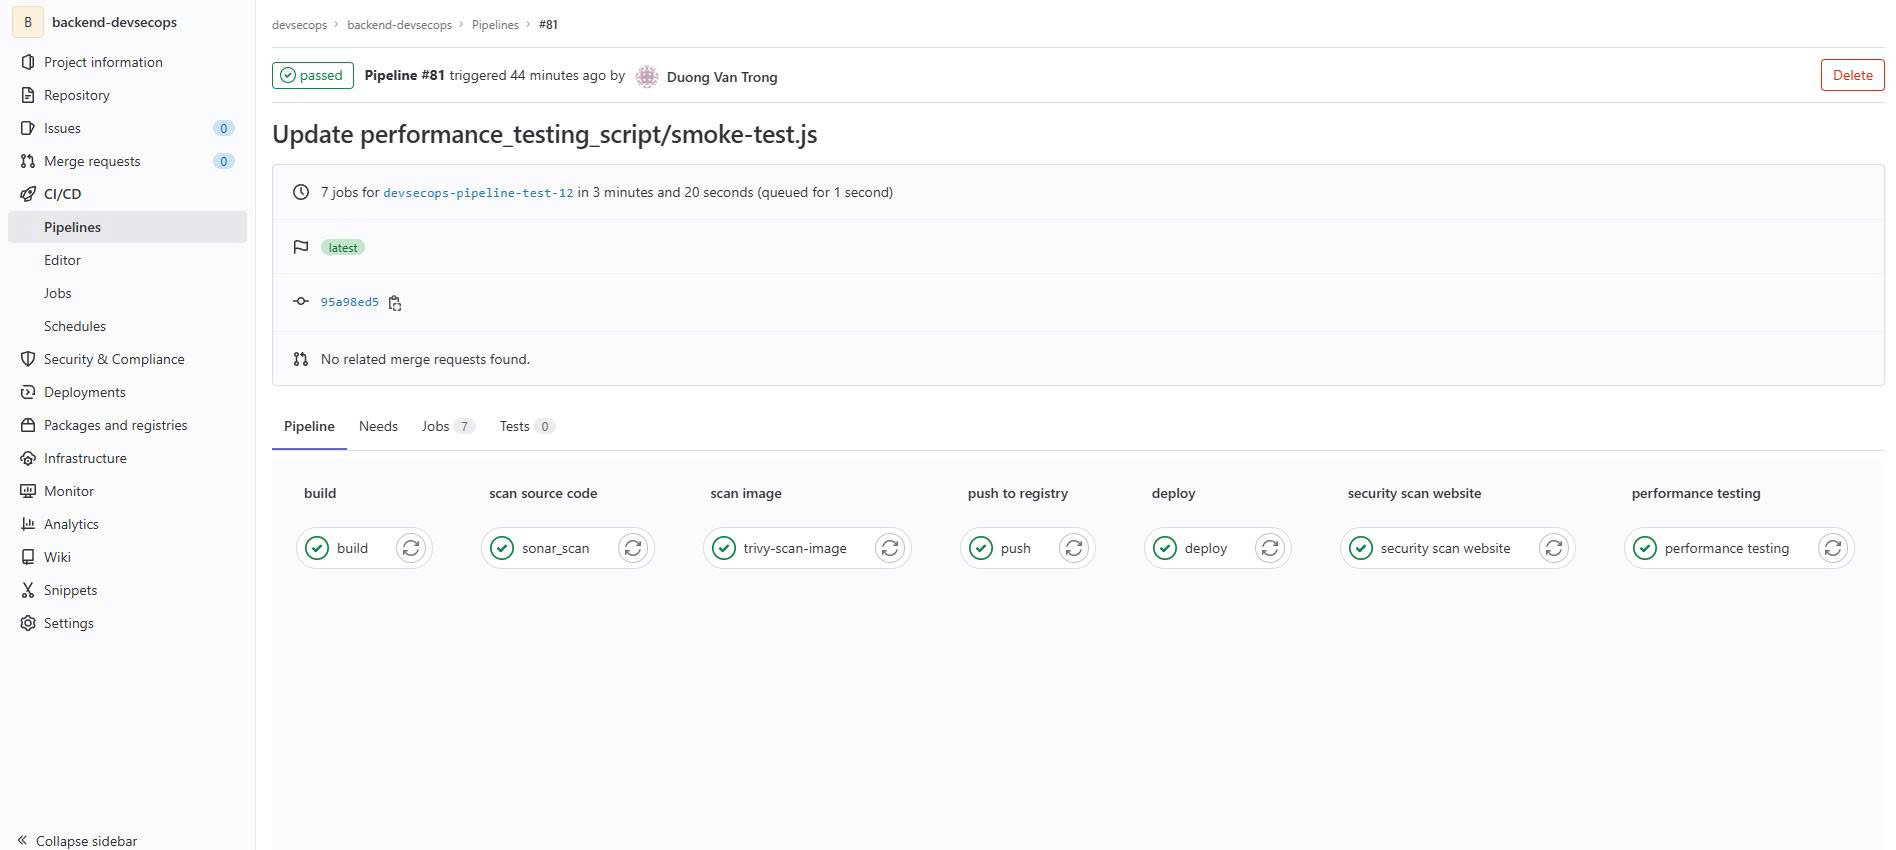 B backend-devsecops
Project information
Repository
Issues 0
Merge requests 0
CI/CD
Pipelines
Editor
Jobs
Schedules
Security & Compliance
Deployments
Packages and registries
Infrastructure
Monitor
Analytics
Wiki
Snippets
Settings
Collapse sidebar
devsecops › backend-devsecops › Pipelines › #81
passed Pipeline #81 triggered 44 minutes ago by Duong Van Trong Delete
Update performance_testing_script/smoke-test.js
7 jobs for devsecops-pipeline-test-12 in 3 minutes and 20 seconds (queued for 1 second)
latest
95a98ed5
No related merge requests found.
Pipeline Needs Jobs 7 Tests 0
build scan source code scan image push to registry deploy security scan website performance testing
build sonar_scan trivy-scan-image push deploy security scan website performance testing